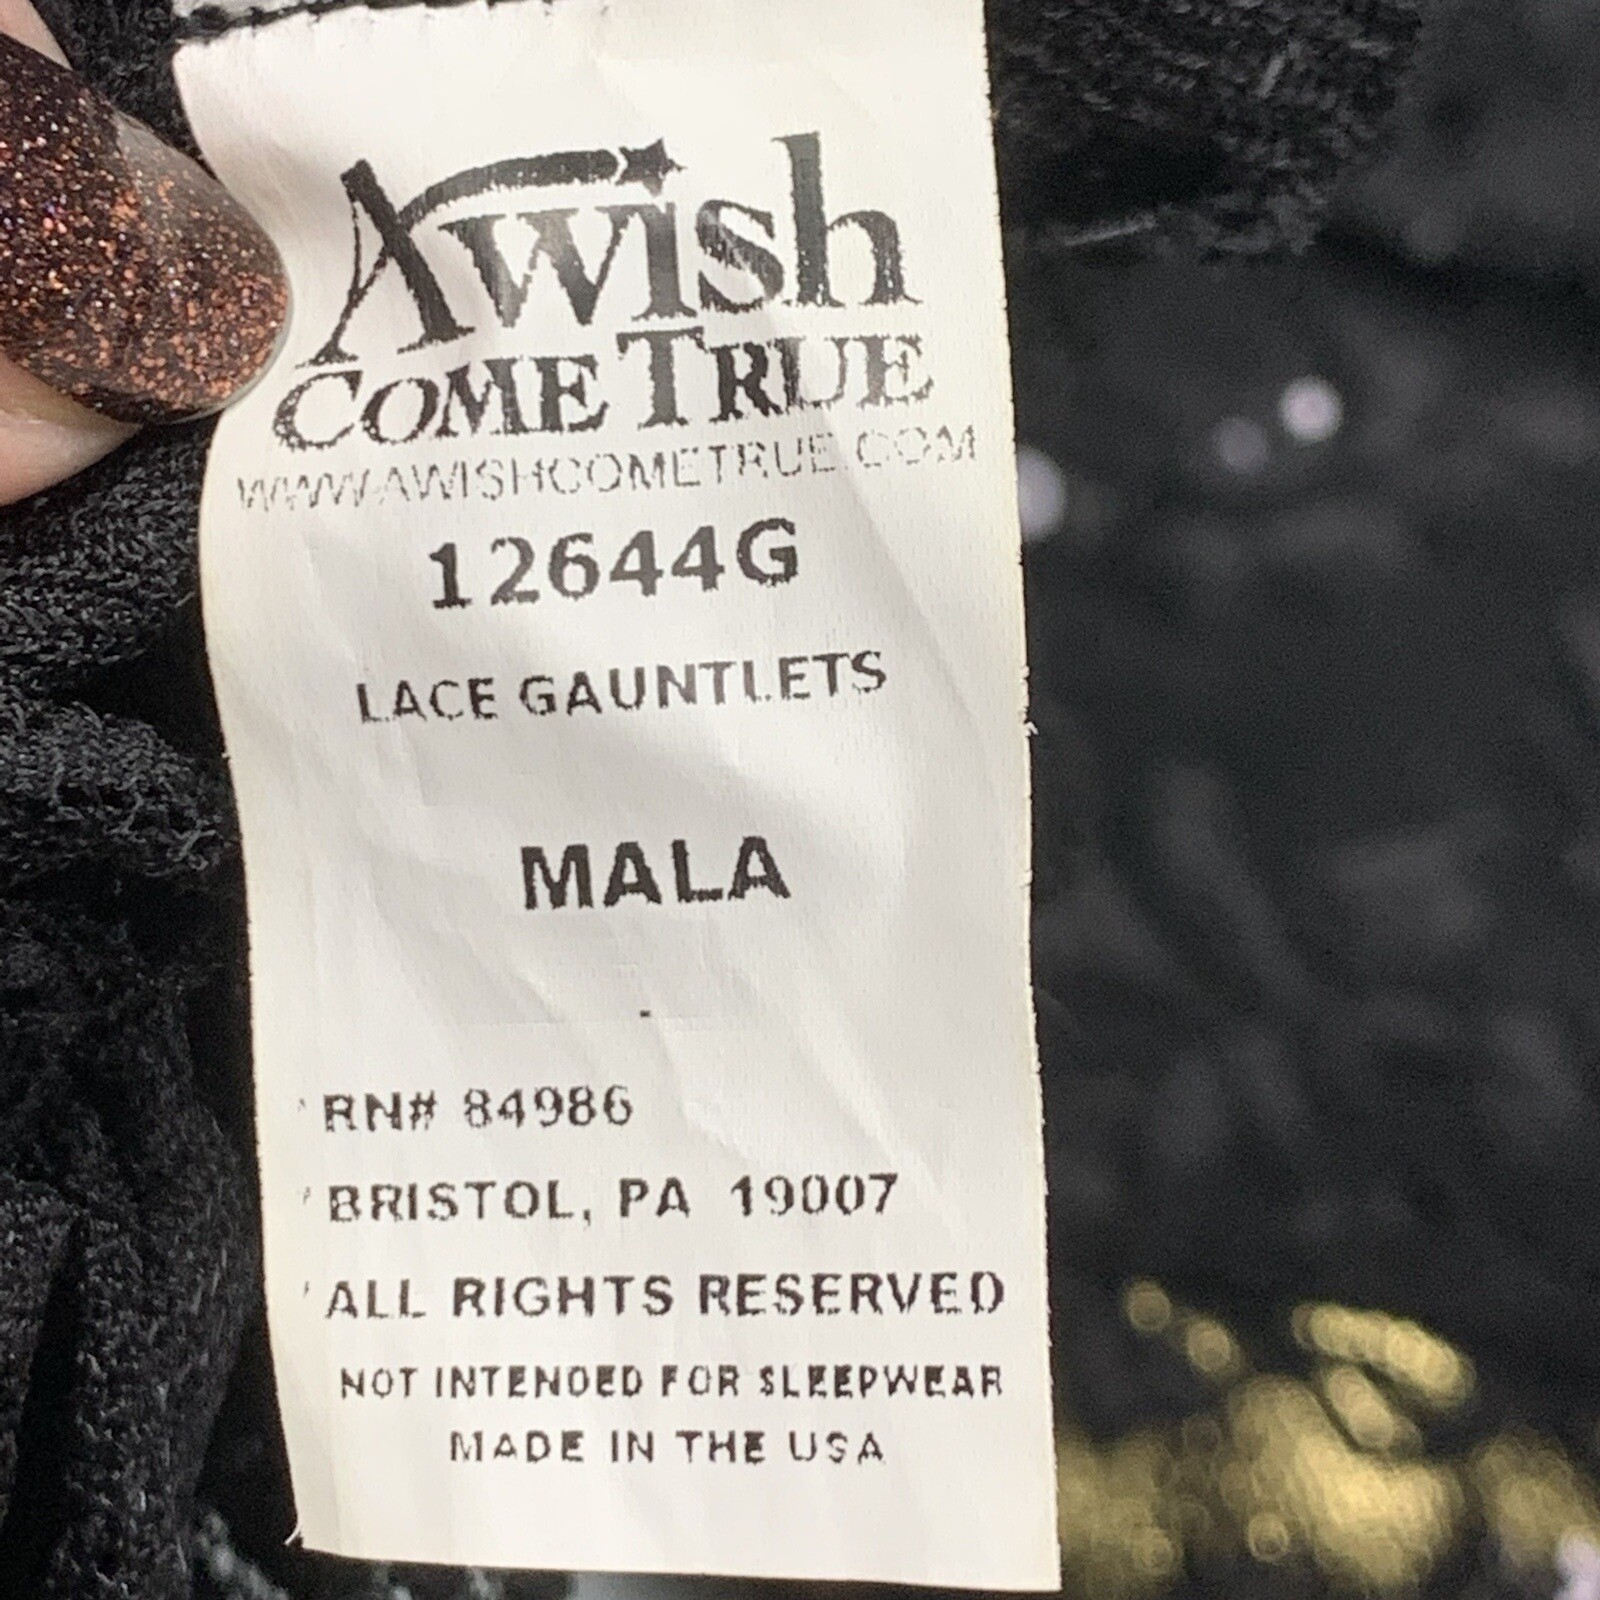 A wish
COME TRUE
WWW.AWISHCOMETRUE.COM
12644G
LACE GAUNTLETS
MALA
-
RN# 84986
BRISTOL, PA 19007
ALL RIGHTS RESERVED
NOT INTENDED FOR SLEEPWEAR
MADE IN THE USA